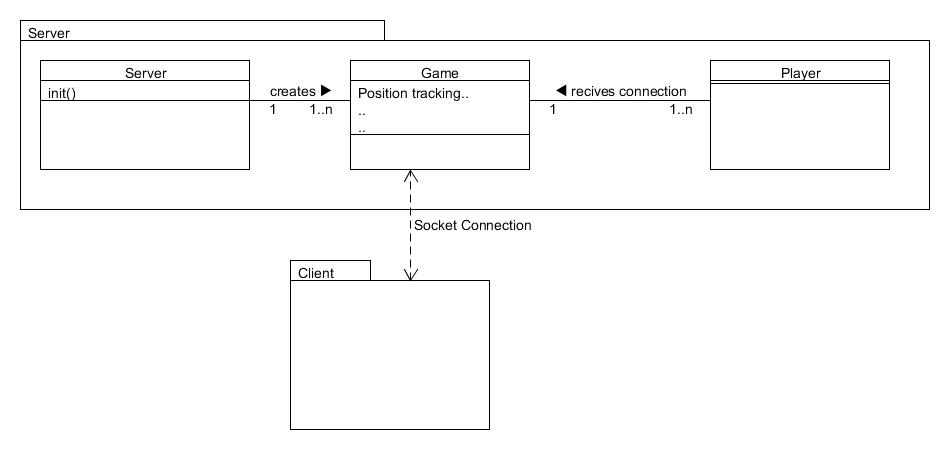 Server
Server
init()
creates ▶
1
1..n
Game
Position tracking..
..
..
◀ recives connection
1
1..n
Player
Socket Connection
Client